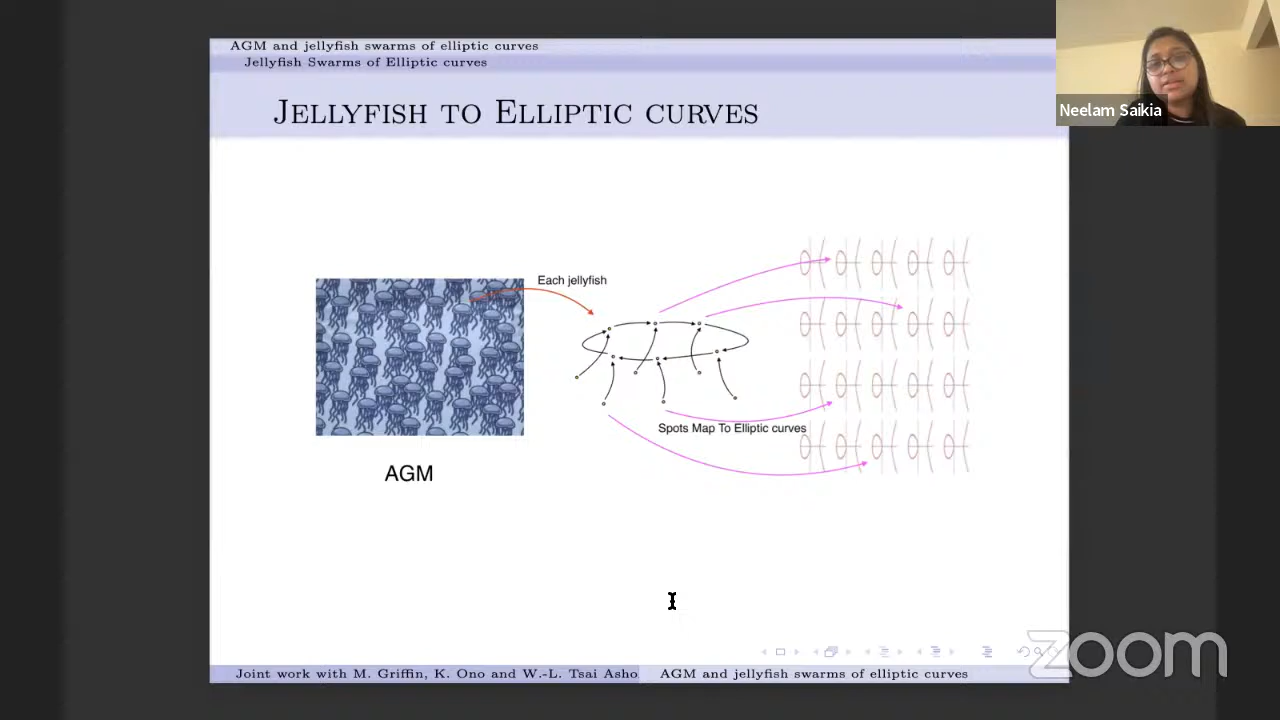 AGM and jellyfish swarms of elliptic curves
Jellyfish Swarms of Elliptic curves
Jellyfish to Elliptic curves
Neelam Saikia
Each jellyfish
Spots Map To Elliptic curves
AGM
Joint work with M. Griffin, K. Ono and W.-L. Tsai Asho
AGM and jellyfish swarms of elliptic curves
zoom